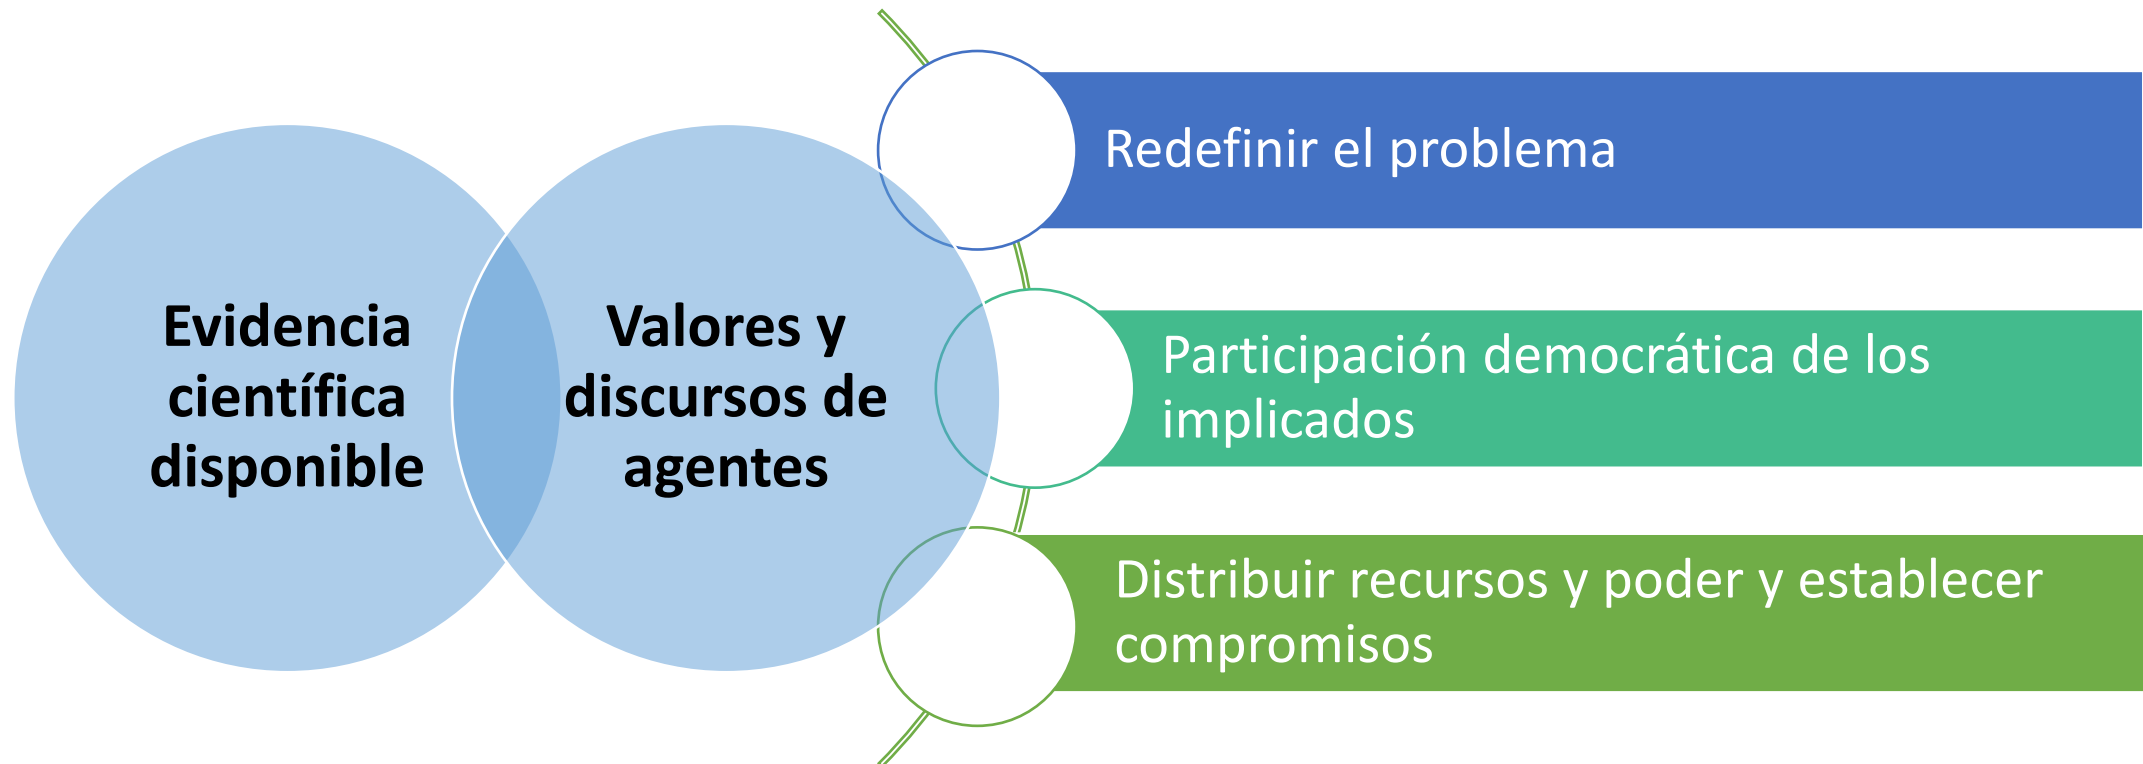 Evidencia
científica
disponible
Valores y
discursos de
agentes
Redefinir el problema
Participación democrática de los
implicados
Distribuir recursos y poder y establecer
compromisos